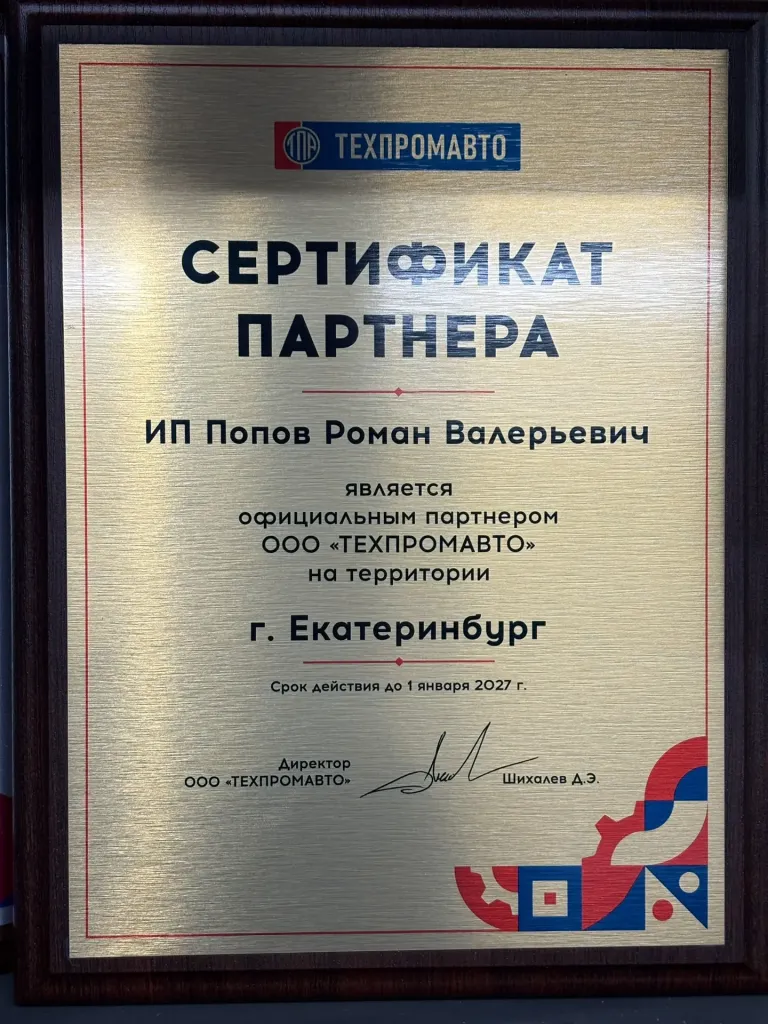 ТПА ТЕХПРОМАВТО
СЕРТИФИКАТ
ПАРТНЕРА
ИП Попов Роман Валерьевич
является
официальным партнером
ООО «ТЕХПРОМАВТО»
на территории
г. Екатеринбург
Срок действия до 1 января 2027 г.
Директор
ООО «ТЕХПРОМАВТО»
Шихалев Д.Э.